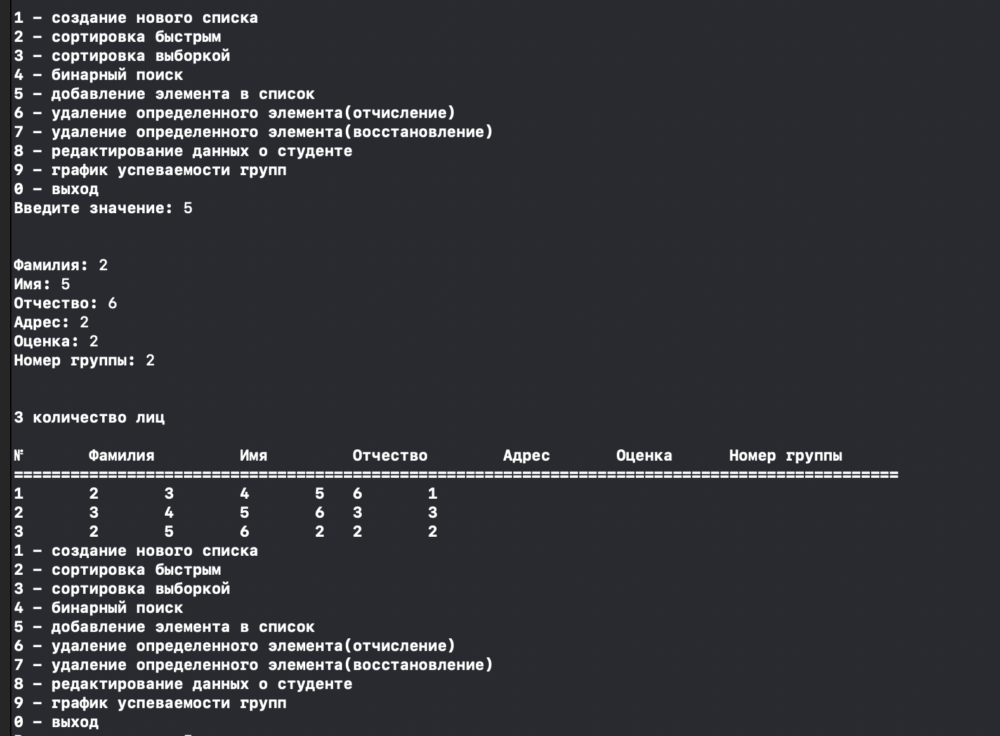 1 – создание нового списка
2 – сортировка быстрым
3 – сортировка выборкой
4 – бинарный поиск
5 – добавление элемента в список
6 – удаление определенного элемента(отчисление)
7 – удаление определенного элемента(восстановление)
8 – редактирование данных о студенте
9 – график успеваемости групп
0 – выход
Введите значение: 5
Фамилия: 2
Имя: 5
Отчество: 6
Адрес: 2
Оценка: 2
Номер группы: 2
3 количество лиц
№ Фамилия Имя Отчество Адрес Оценка Номер группы
==============================================================================================
1 2 3 4 5 6 1
2 3 4 5 6 3 3
3 2 5 6 2 2 2
1 – создание нового списка
2 – сортировка быстрым
3 – сортировка выборкой
4 – бинарный поиск
5 – добавление элемента в список
6 – удаление определенного элемента(отчисление)
7 – удаление определенного элемента(восстановление)
8 – редактирование данных о студенте
9 – график успеваемости групп
0 – выход